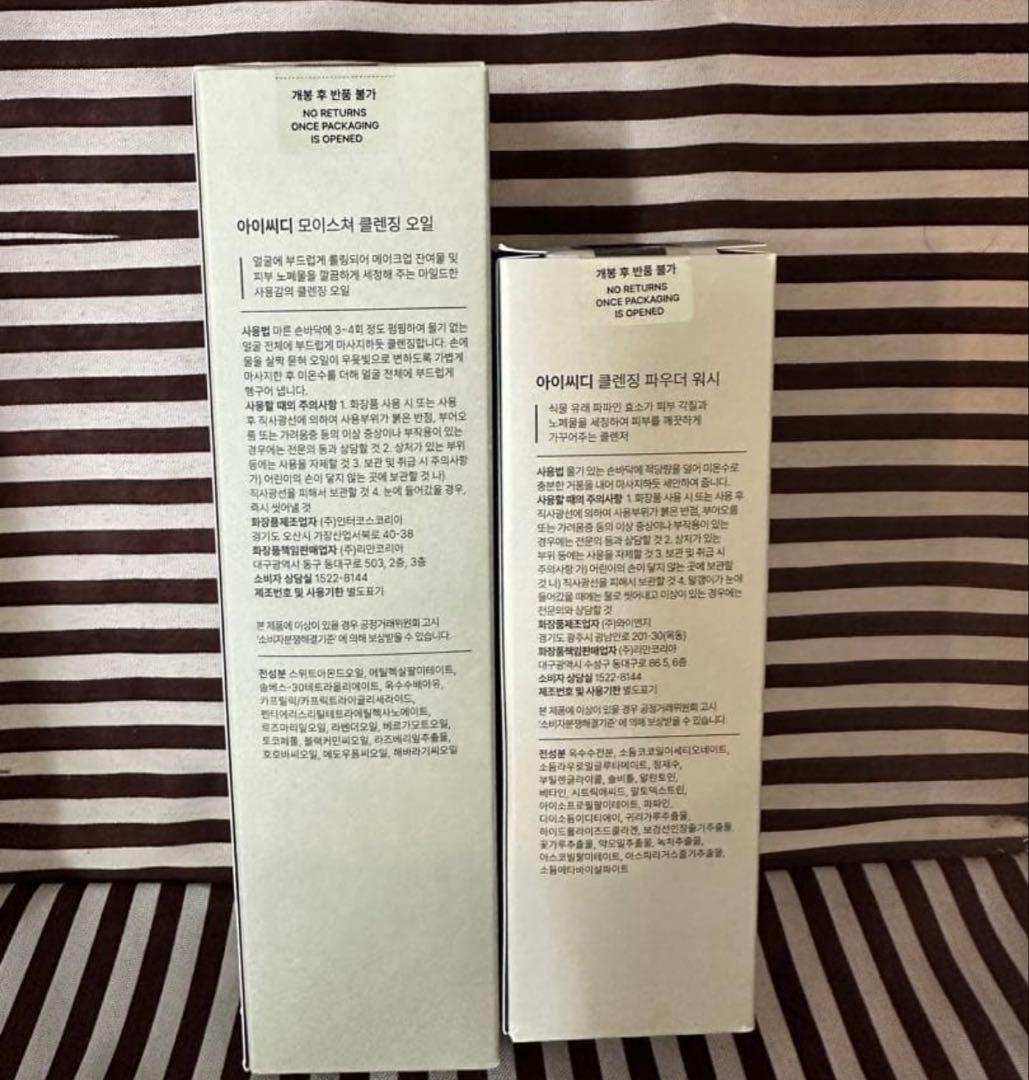 개봉 후 반품 불가
NO RETURNS
ONCE PACKAGING
IS OPENED
아이씨디 모이스쳐 클렌징 오일
얼굴에 부드럽게 롤링되어 메이크업 잔여물 및
피부 노폐물을 깔끔하게 세정해 주는 마일드한
사용감의 클렌징 오일
사용법 마른 손바닥에 3~4회 정도 펌핑하여 물기 없는
얼굴 전체에 부드럽게 마사지하듯 클렌징합니다. 손에
물을 살짝 묻혀 오일이 우윳빛으로 변하도록 가볍게
마사지한 후 미온수를 더해 얼굴 전체에 부드럽게
헹구어 냅니다.
사용할 때의 주의사항 1. 화장품 사용 시 또는 사용
후 직사광선에 의하여 사용부위가 붉은 반점, 부어오
름 또는 가려움증 등의 이상 증상이나 부작용이 있는
경우에는 전문의 등과 상담할 것 2. 상처가 있는 부위
등에는 사용을 자제할 것 3. 보관 및 취급 시 주의사항
가) 어린이의 손이 닿지 않는 곳에 보관할 것 나)
직사광선을 피해서 보관할 것 4. 눈에 들어갔을 경우,
즉시 씻어낼 것
화장품제조업자 (주)인터코스코리아
경기도 오산시 가장산업서북로 40-38
화장품책임판매업자 (주)리만코리아
대구광역시 동구 동대구로 503, 2층, 3층
소비자 상담실 1522-8144
제조번호 및 사용기한 별도표기
본 제품에 이상이 있을 경우 공정거래위원회 고시
'소비자분쟁해결기준'에 의해 보상받을 수 있습니다.
전성분 스위트아몬드오일, 에틸헥실팔미테이트,
솔베스-30테트라올리에이트, 옥수수배아유,
카프릴릭/카프릭트라이글리세라이드,
펜타에리스리틸테트라에틸헥사노에이트,
로즈마리잎오일, 라벤더오일, 베르가모트오일,
토코페롤, 블랙커민씨오일, 라즈베리잎추출물,
호호바씨오일, 메도우폼씨오일, 해바라기씨오일
개봉 후 반품 불가
NO RETURNS
ONCE PACKAGING
IS OPENED
아이씨디 클렌징 파우더 워시
식물 유래 파파인 효소가 피부 각질과
노폐물을 세정하여 피부를 깨끗하게
가꾸어주는 클렌저
사용법 물기 있는 손바닥에 적당량을 덜어 미온수로
충분한 거품을 내어 마사지하듯 세안하여 줍니다.
사용할 때의 주의사항 1. 화장품 사용 시 또는 사용 후
직사광선에 의하여 사용부위가 붉은 반점, 부어오름
또는 가려움증 등의 이상 증상이나 부작용이 있는
경우에는 전문의 등과 상담할 것 2. 상처가 있는
부위 등에는 사용을 자제할 것 3. 보관 및 취급 시
주의사항 가) 어린이의 손이 닿지 않는 곳에 보관할
것 나) 직사광선을 피해서 보관할 것 4. 알갱이가 눈에
들어갔을 때에는 물로 씻어내고 이상이 있는 경우에는
전문의와 상담할 것
화장품제조업자 (주)와이엔지
경기도 광주시 광남안로 201-30(목동)
화장품책임판매업자 (주)리만코리아
대구광역시 수성구 동대구로 86 5, 6층
소비자 상담실 1522-8144
제조번호 및 사용기한 별도표기
본 제품에 이상이 있을 경우 공정거래위원회 고시
'소비자분쟁해결기준'에 의해 보상받을 수 있습니다
전성분 옥수수전분, 소듐코코일이세티오네이트,
소듐라우로일글루타메이트, 정제수,
부틸렌글라이콜, 솔비톨, 알란토인,
베타인, 시트릭애씨드, 말토덱스트린,
아이소프로필팔미테이트, 파파인,
다이소듐이디티에이, 귀리가루추출물,
하이드롤라이즈드콜라겐, 보검선인장줄기추출물,
꽃가루추출물, 약모밀추출물, 녹차추출물,
아스코빌팔미테이트, 아스파라거스줄기추출물,
소듐메타바이설파이트